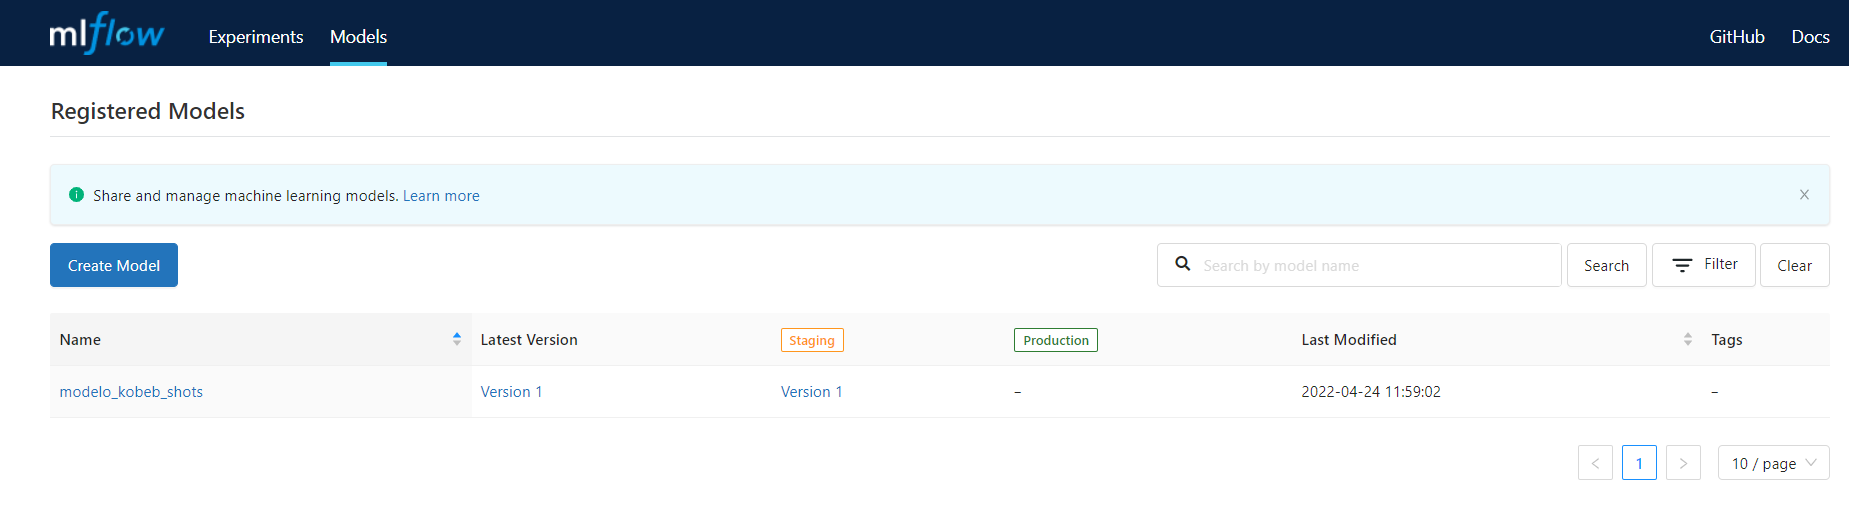 mlflow Experiments Models GitHub Docs
Registered Models
Share and manage machine learning models. Learn more
Create Model Search by model name Search Filter Clear
Name Latest Version Staging Production Last Modified Tags
modelo_kobeb_shots Version 1 Version 1 – 2022-04-24 11:59:02 –
< 1 > 10 / page